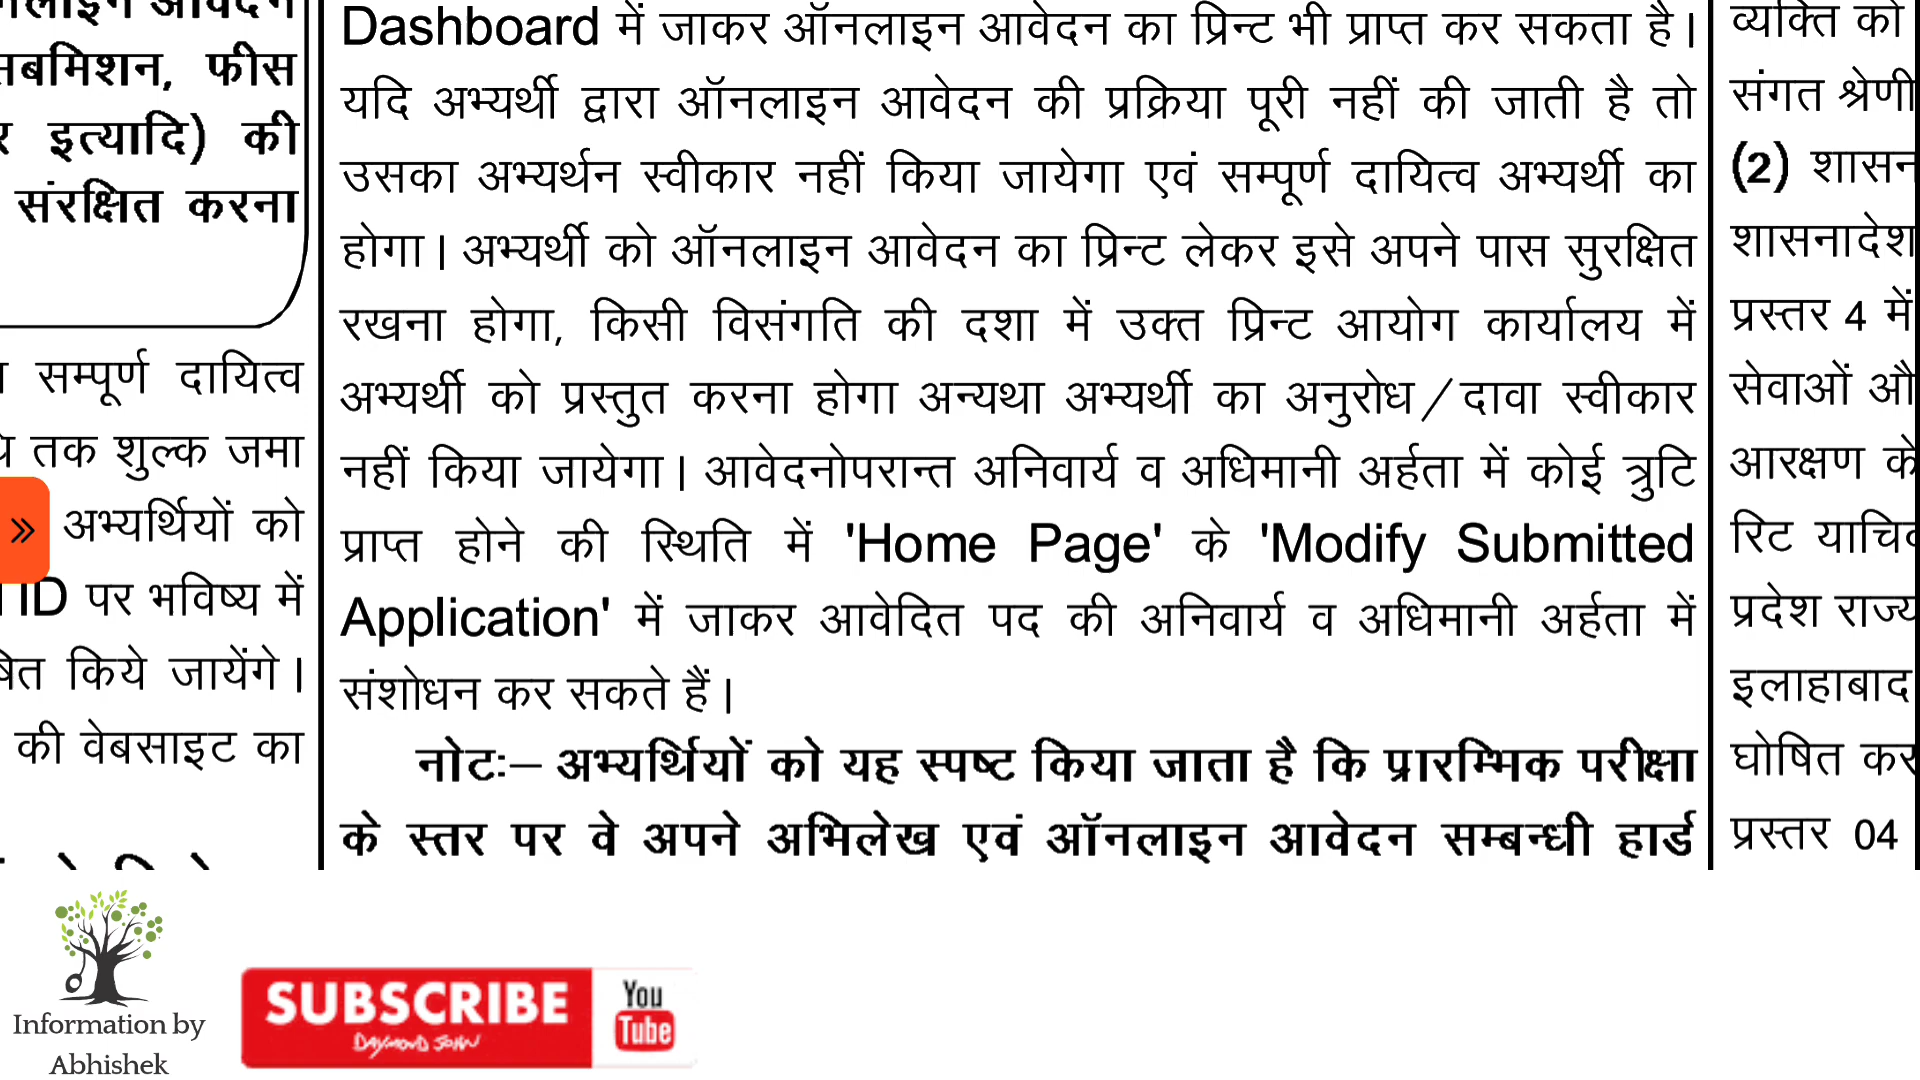 नलाइन आवेदन
सबमिशन, फीस
इत्यादि) की
संरक्षित करना
सम्पूर्ण दायित्व
तक शुल्क जमा
»
अभ्यर्थियों को
ID पर भविष्य में
किये जायेंगे।
की वेबसाइट का
Dashboard में जाकर ऑनलाइन आवेदन का प्रिन्ट भी प्राप्त कर सकता है।
यदि अभ्यर्थी द्वारा ऑनलाइन आवेदन की प्रक्रिया पूरी नहीं की जाती है तो
उसका अभ्यर्थन स्वीकार नहीं किया जायेगा एवं सम्पूर्ण दायित्व अभ्यर्थी का
होगा। अभ्यर्थी को ऑनलाइन आवेदन का प्रिन्ट लेकर इसे अपने पास सुरक्षित
रखना होगा, किसी विसंगति की दशा में उक्त प्रिन्ट आयोग कार्यालय में
अभ्यर्थी को प्रस्तुत करना होगा अन्यथा अभ्यर्थी का अनुरोध/दावा स्वीकार
नहीं किया जायेगा। आवेदनोपरान्त अनिवार्य व अधिमानी अर्हता में कोई त्रुटि
प्राप्त होने की स्थिति में 'Home Page' के 'Modify Submitted
Application' में जाकर आवेदित पद की अनिवार्य व अधिमानी अर्हता में
संशोधन कर सकते हैं।
नोटः– अभ्यर्थियों को यह स्पष्ट किया जाता है कि प्रारम्भिक परीक्षा
के स्तर पर वे अपने अभिलेख एवं ऑनलाइन आवेदन सम्बन्धी हार्ड
व्यक्ति को
संगत श्रेणी
(2) शासन
शासनादेश
प्रस्तर 4 में
सेवाओं औ
आरक्षण के
रिट याचि
प्रदेश राज्य
इलाहाबाद
घोषित कर
प्रस्तर 04
Information by
Abhishek
SUBSCRIBE
DAYMOND JOHN
You
Tube